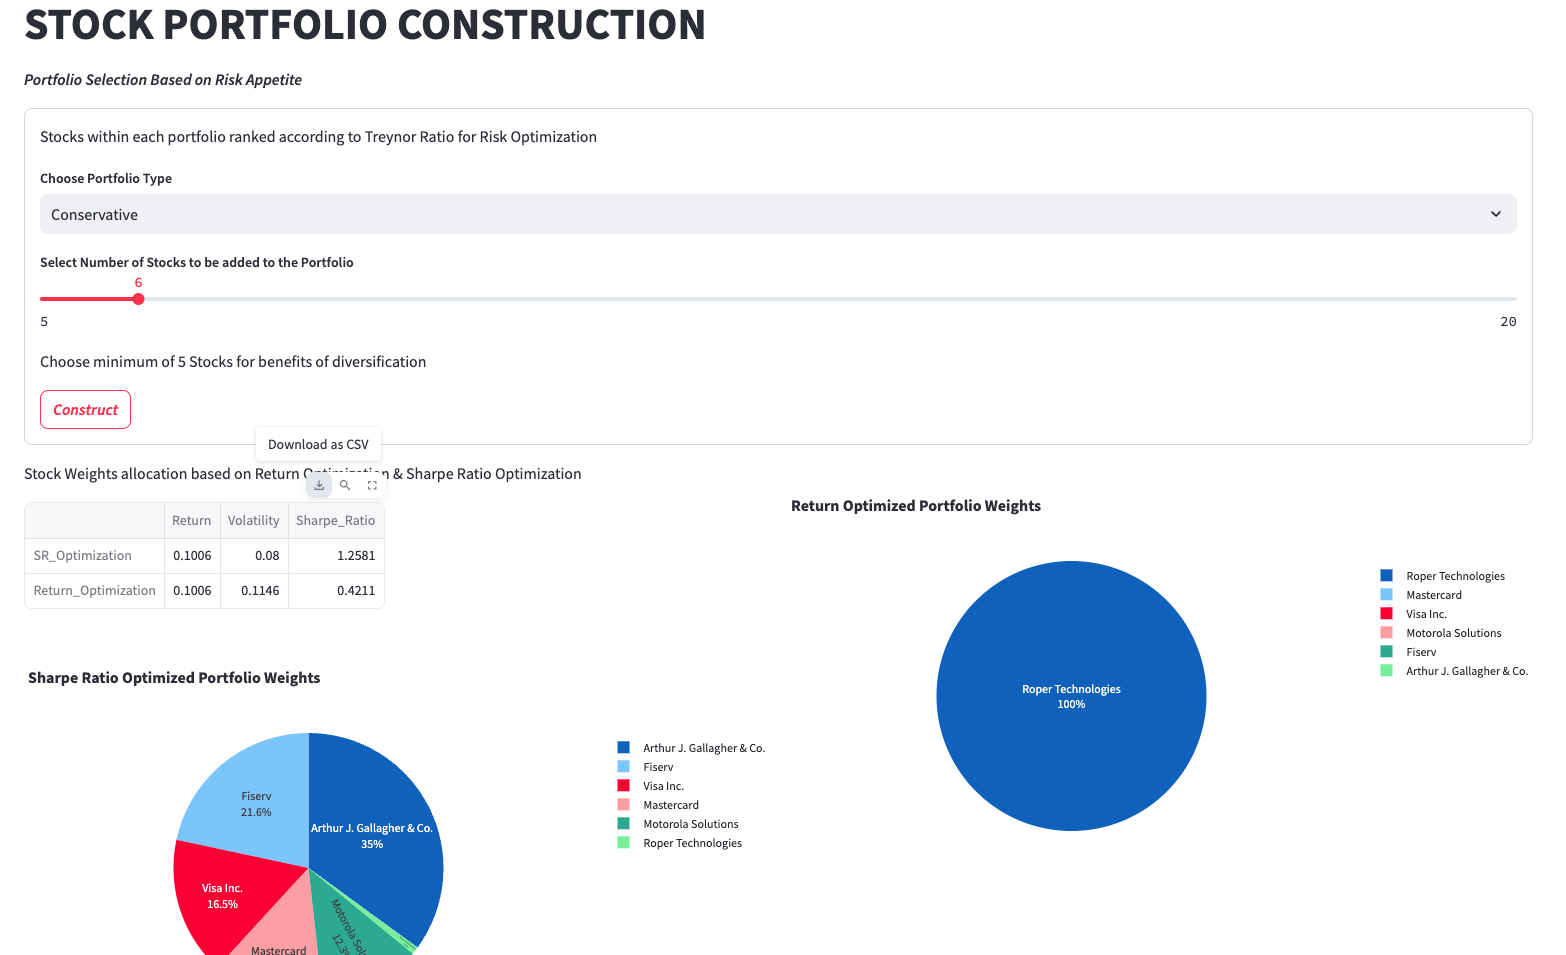 STOCK PORTFOLIO CONSTRUCTION
Portfolio Selection Based on Risk Appetite
Stocks within each portfolio ranked according to Treynor Ratio for Risk Optimization
Choose Portfolio Type
Conservative
Select Number of Stocks to be added to the Portfolio
6
5 20
Choose minimum of 5 Stocks for benefits of diversification
Construct
Download as CSV
Stock Weights allocation based on Return Optimization & Sharpe Ratio Optimization
Return Volatility Sharpe_Ratio
SR_Optimization 0.1006 0.08 1.2581
Return_Optimization 0.1006 0.1146 0.4211
Return Optimized Portfolio Weights
Roper Technologies
100%
Roper Technologies
Mastercard
Visa Inc.
Motorola Solutions
Fiserv
Arthur J. Gallagher & Co.
Sharpe Ratio Optimized Portfolio Weights
Fiserv
21.6%
Arthur J. Gallagher & Co.
35%
Visa Inc.
16.5%
Mastercard
Motorola
Arthur J. Gallagher & Co.
Fiserv
Visa Inc.
Mastercard
Motorola Solutions
Roper Technologies